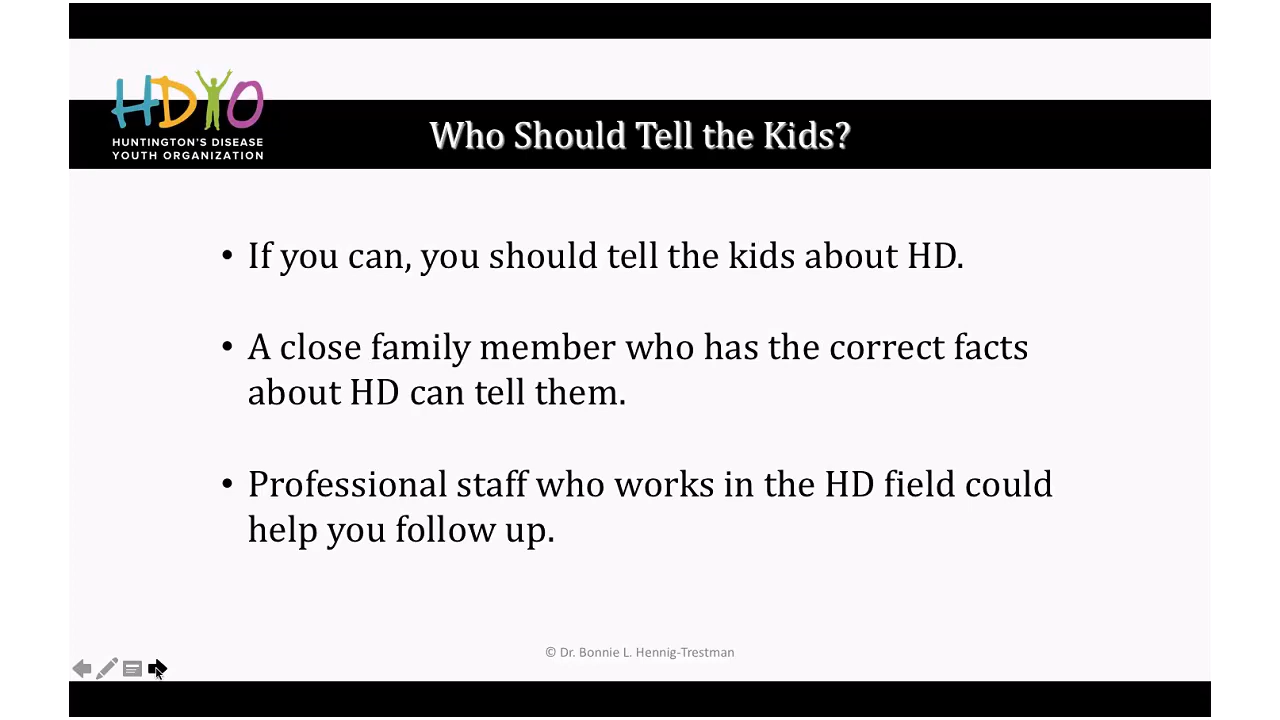 HDYO
HUNTINGTON'S DISEASE
YOUTH ORGANIZATION
Who Should Tell the Kids?
• If you can, you should tell the kids about HD.
• A close family member who has the correct facts
about HD can tell them.
• Professional staff who works in the HD field could
help you follow up.
© Dr. Bonnie L. Hennig-Trestman